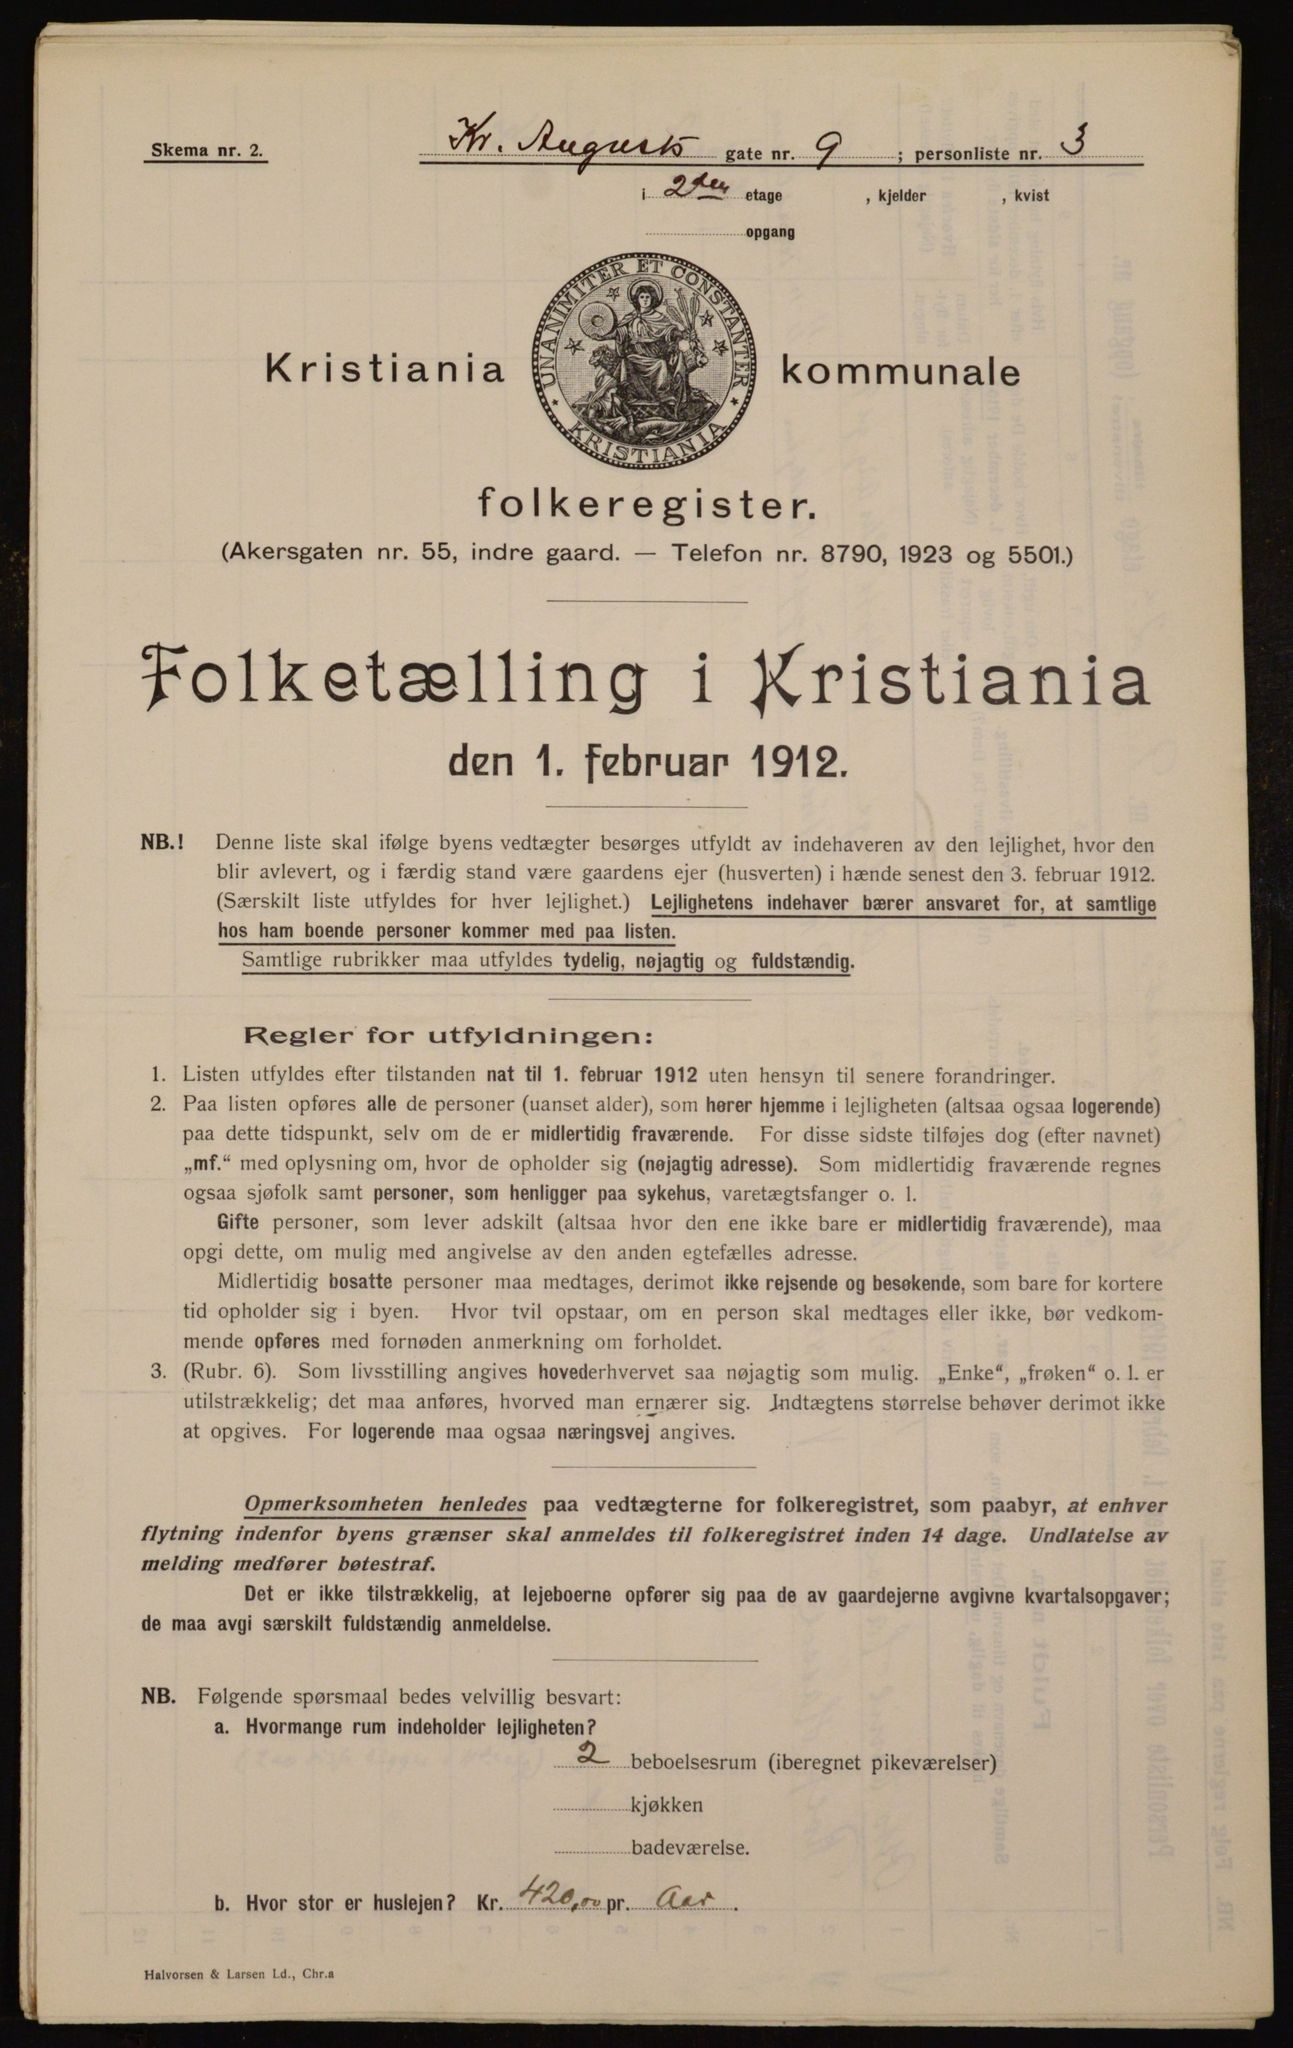 Skema nr. 2.
Kr. Augusts gate nr. 9 ; personliste nr. 3
i 2den etage , kjelder , kvist
opgang
UNANIMITER ET CONSTANTER
KRISTIANIA
Kristiania kommunale
folkeregister.
(Akersgaten nr. 55, indre gaard. — Telefon nr. 8790, 1923 og 5501.)
Folketælling i Kristiania
den 1. februar 1912.
NB.! Denne liste skal ifølge byens vedtægter besørges utfyldt av indehaveren av den lejlighet, hvor den
blir avlevert, og i færdig stand være gaardens ejer (husverten) i hænde senest den 3. februar 1912.
(Særskilt liste utfyldes for hver lejlighet.) Lejlighetens indehaver bærer ansvaret for, at samtlige
hos ham boende personer kommer med paa listen.
Samtlige rubrikker maa utfyldes tydelig, nøjagtig og fuldstændig.
Regler for utfyldningen:
1. Listen utfyldes efter tilstanden nat til 1. februar 1912 uten hensyn til senere forandringer.
2. Paa listen opføres alle de personer (uanset alder), som hører hjemme i lejligheten (altsaa ogsaa logerende)
paa dette tidspunkt, selv om de er midlertidig fraværende. For disse sidste tilføjes dog (efter navnet)
„mf.“ med oplysning om, hvor de opholder sig (nøjagtig adresse). Som midlertidig fraværende regnes
ogsaa sjøfolk samt personer, som henligger paa sykehus, varetægtsfanger o. l.
Gifte personer, som lever adskilt (altsaa hvor den ene ikke bare er midlertidig fraværende), maa
opgi dette, om mulig med angivelse av den anden egtefælles adresse.
Midlertidig bosatte personer maa medtages, derimot ikke rejsende og besøkende, som bare for kortere
tid opholder sig i byen. Hvor tvil opstaar, om en person skal medtages eller ikke, bør vedkom-
mende opføres med fornøden anmerkning om forholdet.
3. (Rubr. 6). Som livsstilling angives hovederhvervet saa nøjagtig som mulig. „Enke“, „frøken“ o. l. er
utilstrækkelig; det maa anføres, hvorved man ernærer sig. Indtægtens størrelse behøver derimot ikke
at opgives. For logerende maa ogsaa næringsvej angives.
Opmerksomheten henledes paa vedtægterne for folkeregistret, som paabyr, at enhver
flytning indenfor byens grænser skal anmeldes til folkeregistret inden 14 dage. Undlatelse av
melding medfører bøtestraf.
Det er ikke tilstrækkelig, at lejeboerne opfører sig paa de av gaardejerne avgivne kvartalsopgaver;
de maa avgi særskilt fuldstændig anmeldelse.
NB. Følgende spørsmaal bedes velvillig besvart:
a. Hvormange rum indeholder lejligheten?
2 beboelsesrum (iberegnet pikeværelser)
kjøkken
badeværelse.
b. Hvor stor er huslejen? Kr. 420,00 pr. Aar.
Halvorsen & Larsen Ld., Chr.a